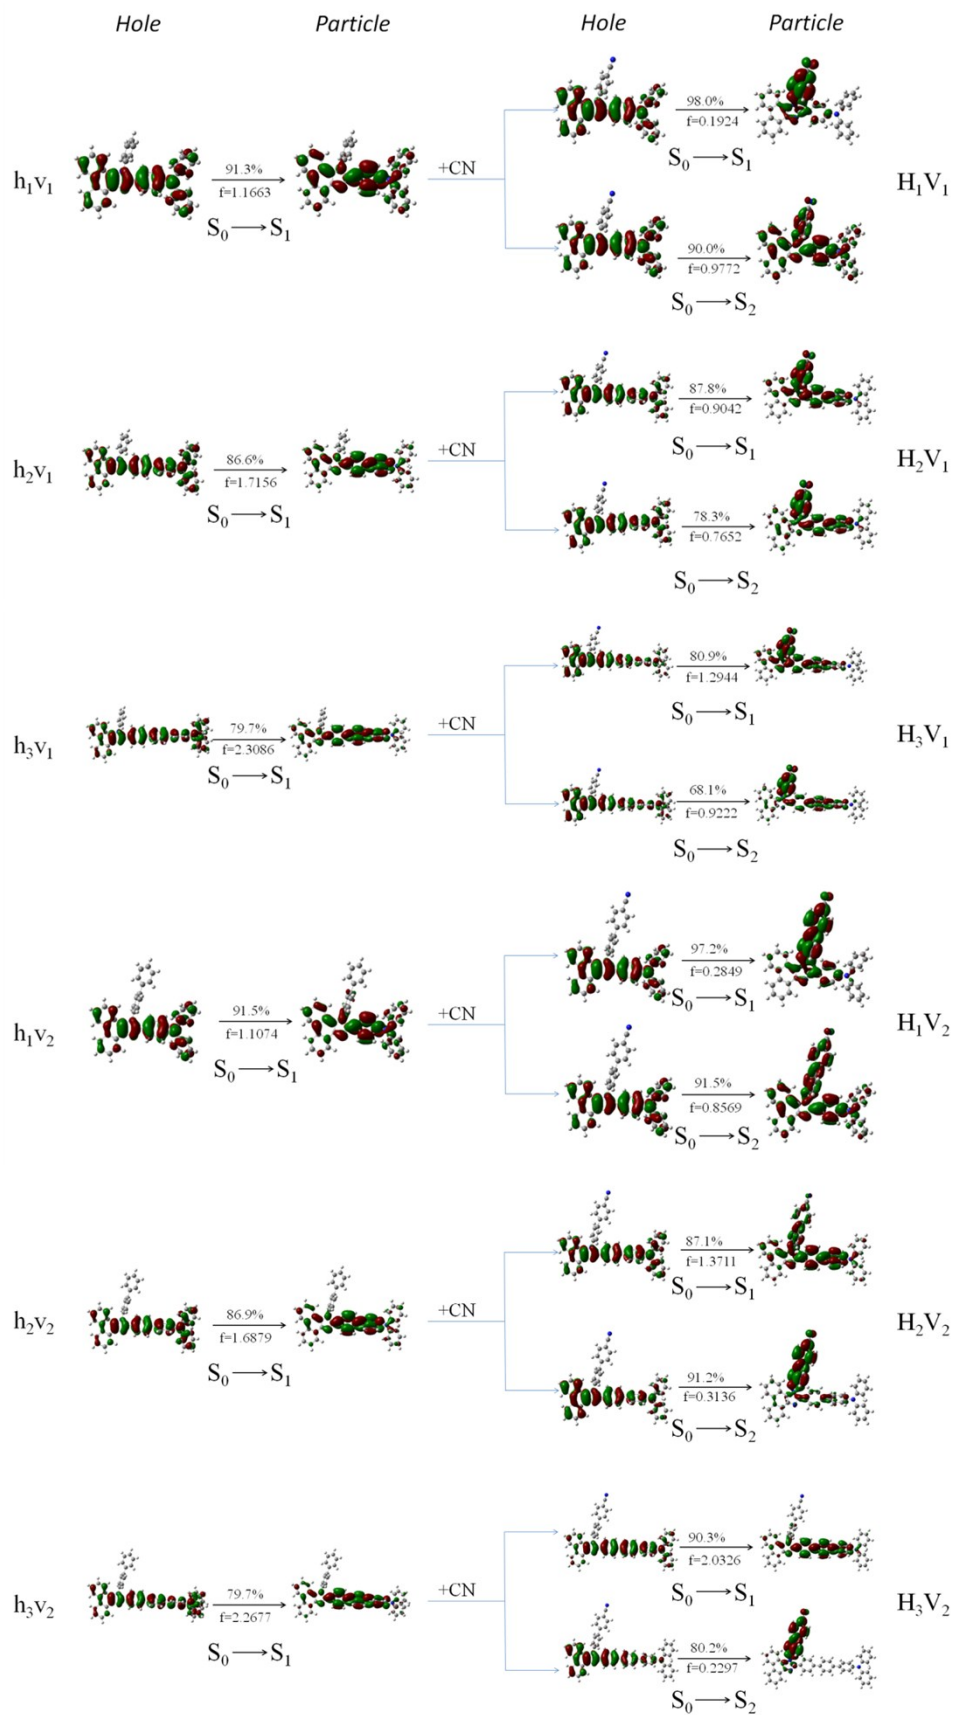 Hole Particle Hole Particle
98.0%
f=0.1924
S₀ ⟶ S₁
h₁v₁ 91.3% +CN H₁V₁
f=1.1663
S₀ ⟶ S₁
90.0%
f=0.9772
S₀ ⟶ S₂
87.8%
f=0.9042
S₀ ⟶ S₁
h₂v₁ 86.6% +CN H₂V₁
f=1.7156
S₀ ⟶ S₁
78.3%
f=0.7652
S₀ ⟶ S₂
80.9%
f=1.2944
S₀ ⟶ S₁
h₃v₁ 79.7% +CN H₃V₁
f=2.3086
S₀ ⟶ S₁
68.1%
f=0.9222
S₀ ⟶ S₂
97.2%
f=0.2849
S₀ ⟶ S₁
h₁v₂ 91.5% +CN H₁V₂
f=1.1074
S₀ ⟶ S₁
91.5%
f=0.8569
S₀ ⟶ S₂
87.1%
f=1.3711
S₀ ⟶ S₁
h₂v₂ 86.9% +CN H₂V₂
f=1.6879
S₀ ⟶ S₁
91.2%
f=0.3136
S₀ ⟶ S₂
90.3%
f=2.0326
S₀ ⟶ S₁
h₃v₂ 79.7% +CN H₃V₂
f=2.2677
S₀ ⟶ S₁
80.2%
f=0.2297
S₀ ⟶ S₂